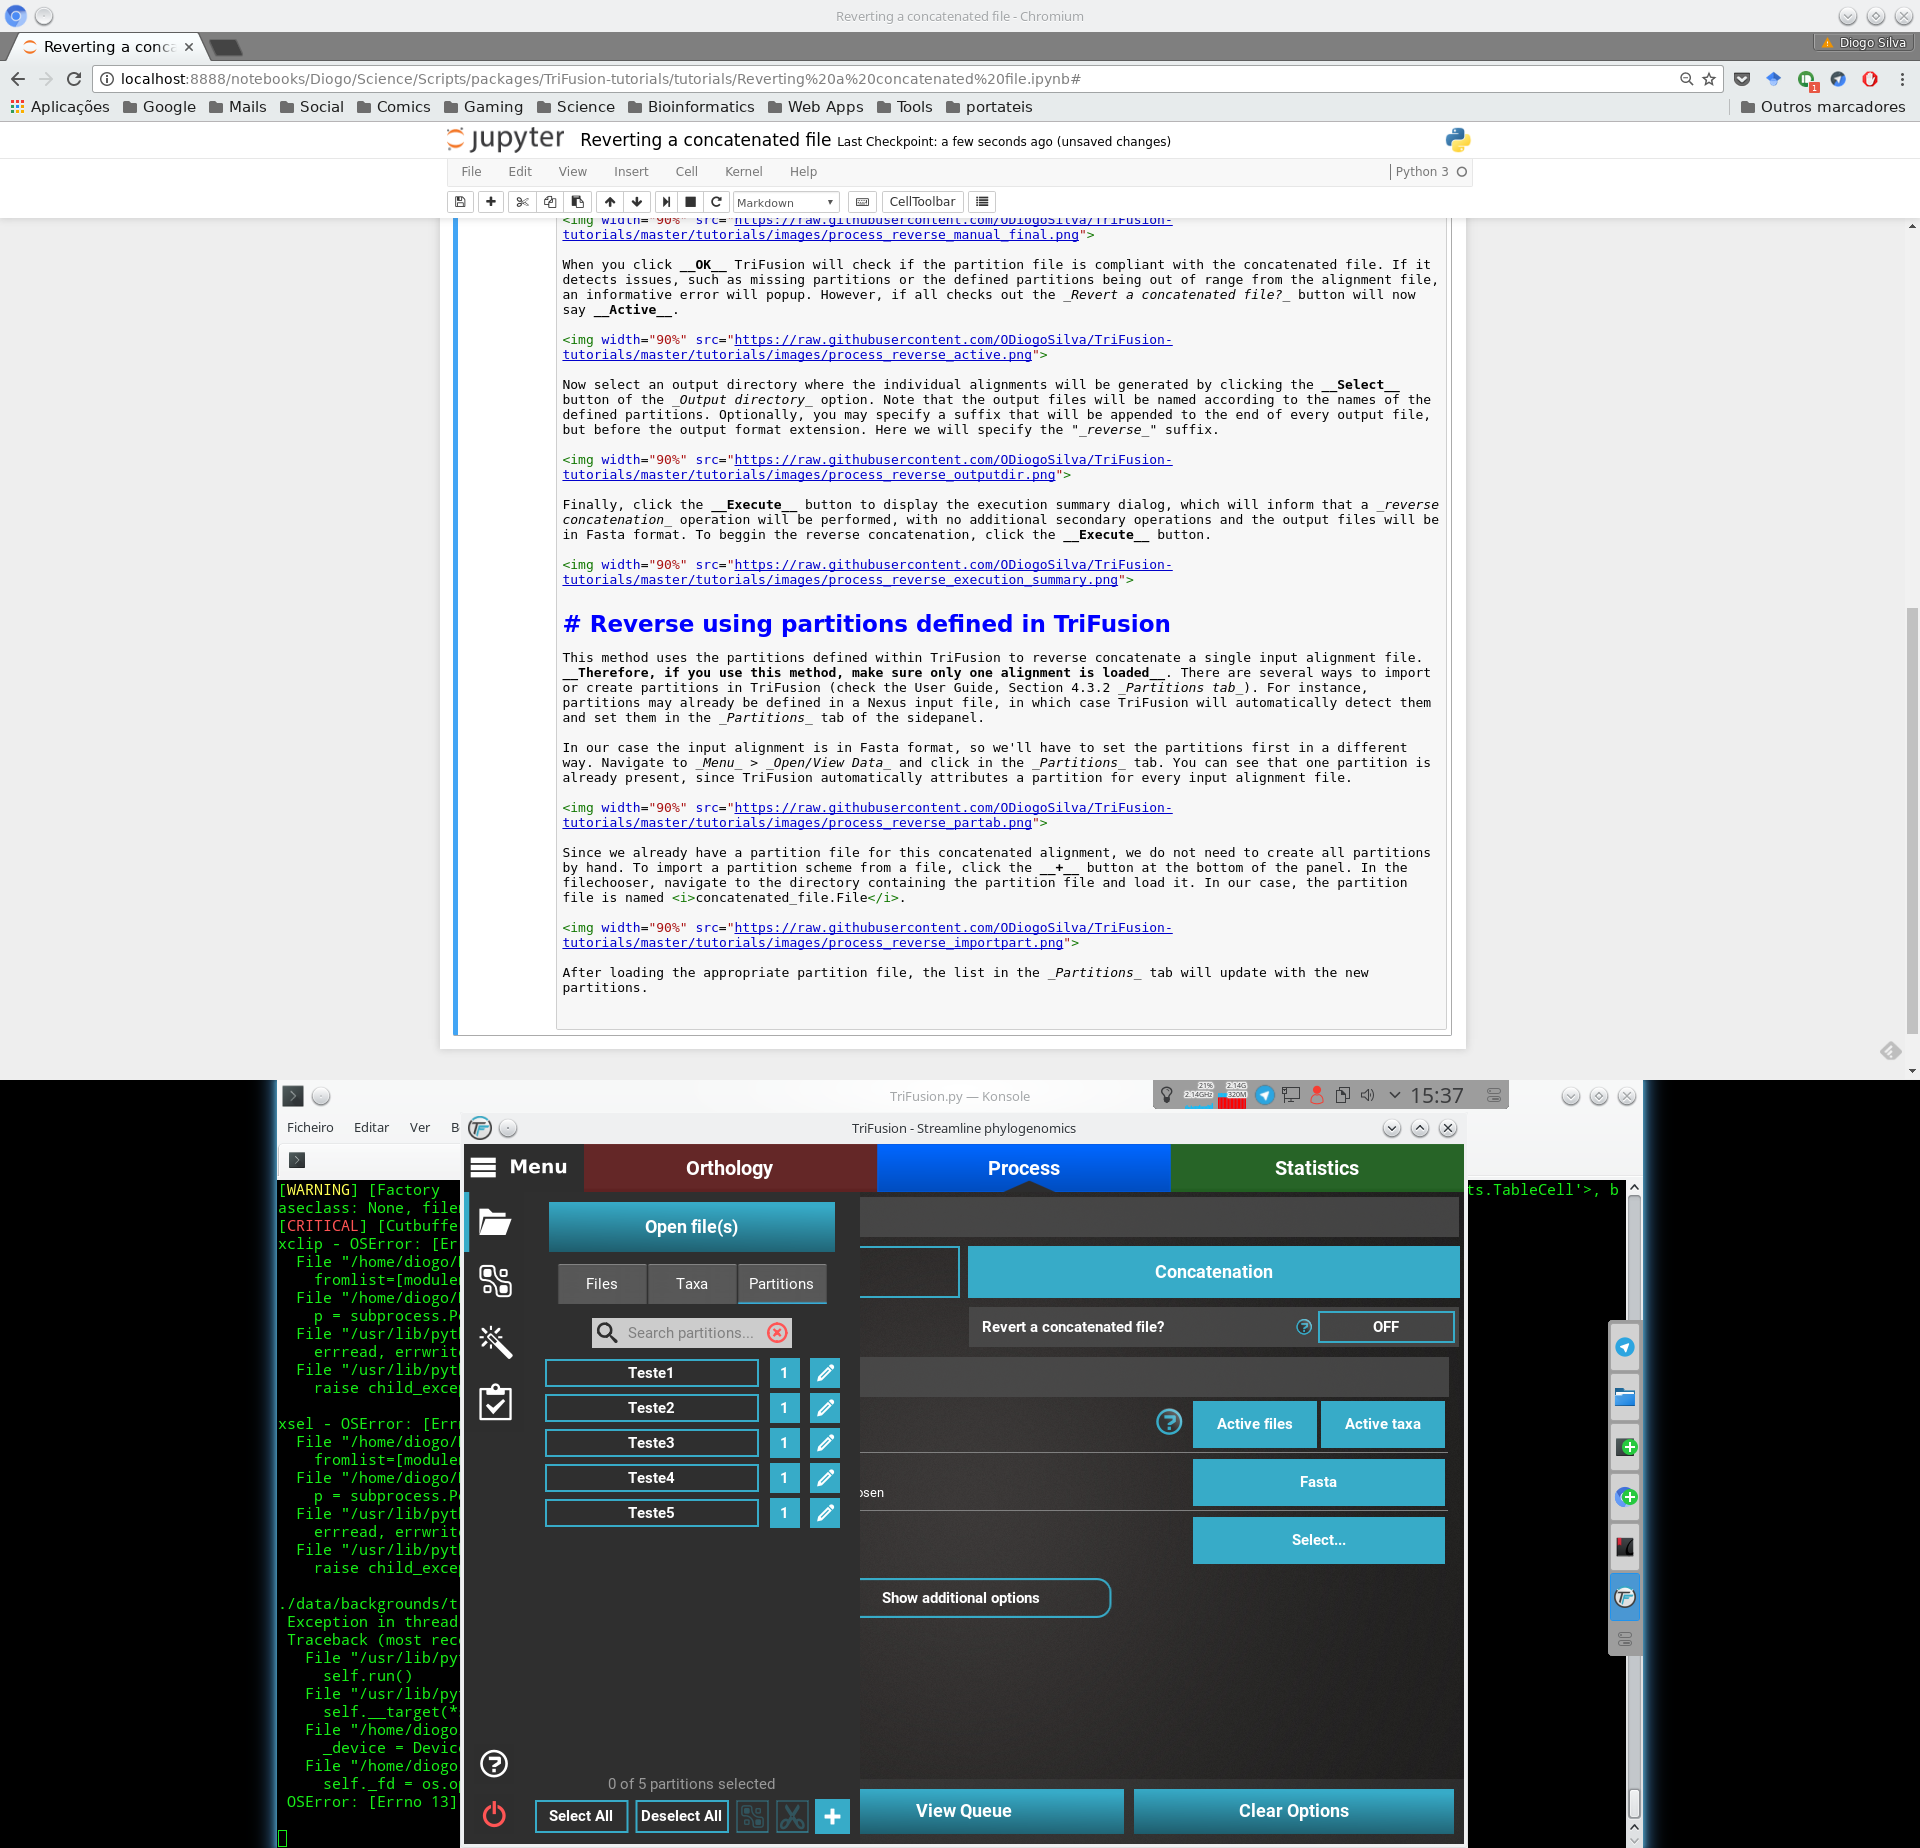 Reverting a concatenated file - Chromium
Reverting a conca
Diogo Silva
localhost:8888/notebooks/Diogo/Science/Scripts/packages/TriFusion-tutorials/tutorials/Reverting%20a%20concatenated%20file.ipynb#
1
Aplicações Google Mails Social Comics Gaming Science Bioinformatics Web Apps Tools portateis Outros marcadores
jupyter Reverting a concatenated file Last Checkpoint: a few seconds ago (unsaved changes)
File Edit View Insert Cell Kernel Help Python 3
Markdown CellToolbar
<img width="90%" src="https://raw.githubusercontent.com/ODiogoSilva/TriFusion-
tutorials/master/tutorials/images/process_reverse_manual_final.png">
When you click __OK__ TriFusion will check if the partition file is compliant with the concatenated file. If it
detects issues, such as missing partitions or the defined partitions being out of range from the alignment file,
an informative error will popup. However, if all checks out the _Revert a concatenated file?_ button will now
say __Active__.
<img width="90%" src="https://raw.githubusercontent.com/ODiogoSilva/TriFusion-
tutorials/master/tutorials/images/process_reverse_active.png">
Now select an output directory where the individual alignments will be generated by clicking the __Select__
button of the _Output directory_ option. Note that the output files will be named according to the names of the
defined partitions. Optionally, you may specify a suffix that will be appended to the end of every output file,
but before the output format extension. Here we will specify the "_reverse_" suffix.
<img width="90%" src="https://raw.githubusercontent.com/ODiogoSilva/TriFusion-
tutorials/master/tutorials/images/process_reverse_outputdir.png">
Finally, click the __Execute__ button to display the execution summary dialog, which will inform that a _reverse
concatenation_ operation will be performed, with no additional secondary operations and the output files will be
in Fasta format. To beggin the reverse concatenation, click the __Execute__ button.
<img width="90%" src="https://raw.githubusercontent.com/ODiogoSilva/TriFusion-
tutorials/master/tutorials/images/process_reverse_execution_summary.png">
# Reverse using partitions defined in TriFusion
This method uses the partitions defined within TriFusion to reverse concatenate a single input alignment file.
__Therefore, if you use this method, make sure only one alignment is loaded__. There are several ways to import
or create partitions in TriFusion (check the User Guide, Section 4.3.2 _Partitions tab_). For instance,
partitions may already be defined in a Nexus input file, in which case TriFusion will automatically detect them
and set them in the _Partitions_ tab of the sidepanel.
In our case the input alignment is in Fasta format, so we'll have to set the partitions first in a different
way. Navigate to _Menu_ > _Open/View Data_ and click in the _Partitions_ tab. You can see that one partition is
already present, since TriFusion automatically attributes a partition for every input alignment file.
<img width="90%" src="https://raw.githubusercontent.com/ODiogoSilva/TriFusion-
tutorials/master/tutorials/images/process_reverse_partab.png">
Since we already have a partition file for this concatenated alignment, we do not need to create all partitions
by hand. To import a partition scheme from a file, click the __+__ button at the bottom of the panel. In the
filechooser, navigate to the directory containing the partition file and load it. In our case, the partition
file is named <i>concatenated_file.File</i>.
<img width="90%" src="https://raw.githubusercontent.com/ODiogoSilva/TriFusion-
tutorials/master/tutorials/images/process_reverse_importpart.png">
After loading the appropriate partition file, the list in the _Partitions_ tab will update with the new
partitions.
TriFusion.py — Konsole
21% 2.14G
2.14GHz 320M
15:37
Ficheiro Editar Ver
TriFusion - Streamline phylogenomics
Menu Orthology Process Statistics
[WARNING] [Factory
ts.TableCell'>, b
aseclass: None, file
[CRITICAL] [Cutbuffe
xclip - OSError: [Er
File "/home/diogo/
fromlist=[module
File "/home/diogo/
p = subprocess.P
File "/usr/lib/pyt
errread, errwrit
File "/usr/lib/pyt
raise child_exce
xsel - OSError: [Err
File "/home/diogo/
fromlist=[module
File "/home/diogo/
p = subprocess.P
File "/usr/lib/pyt
errread, errwrit
File "/usr/lib/pyt
raise child_exce
./data/backgrounds/t
Exception in thread
Traceback (most rec
File "/usr/lib/py
self.run()
File "/usr/lib/py
self.__target(*
File "/home/diogo
_device = Devic
File "/home/diogo
self._fd = os.o
OSError: [Errno 13]
Open file(s)
Files Taxa Partitions
Search partitions...
Teste1 1
Teste2 1
Teste3 1
Teste4 1
Teste5 1
0 of 5 partitions selected
Select All Deselect All +
Concatenation
Revert a concatenated file? ? OFF
? Active files Active taxa
osen
Fasta
Select...
Show additional options
View Queue Clear Options